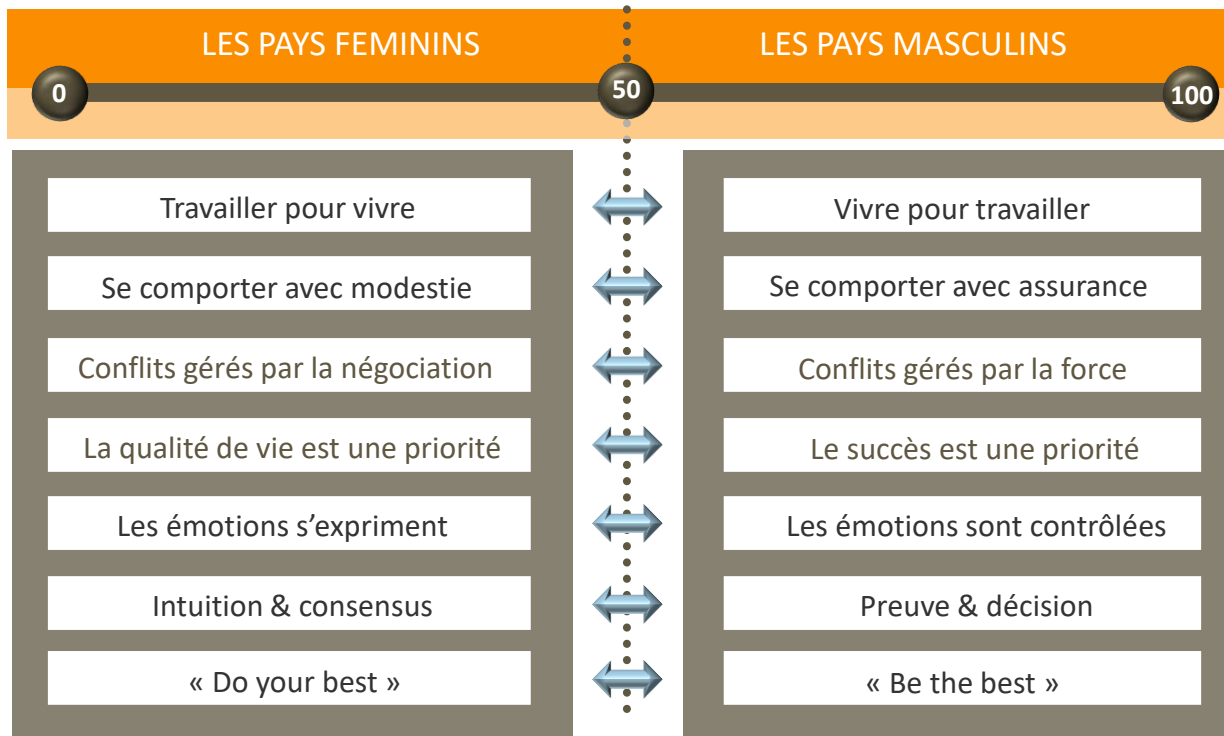 LES PAYS FEMININS
LES PAYS MASCULINS
0
50
100
Travailler pour vivre
Vivre pour travailler
Se comporter avec modestie
Se comporter avec assurance
Conflits gérés par la négociation
Conflits gérés par la force
La qualité de vie est une priorité
Le succès est une priorité
Les émotions s’expriment
Les émotions sont contrôlées
Intuition & consensus
Preuve & décision
« Do your best »
« Be the best »